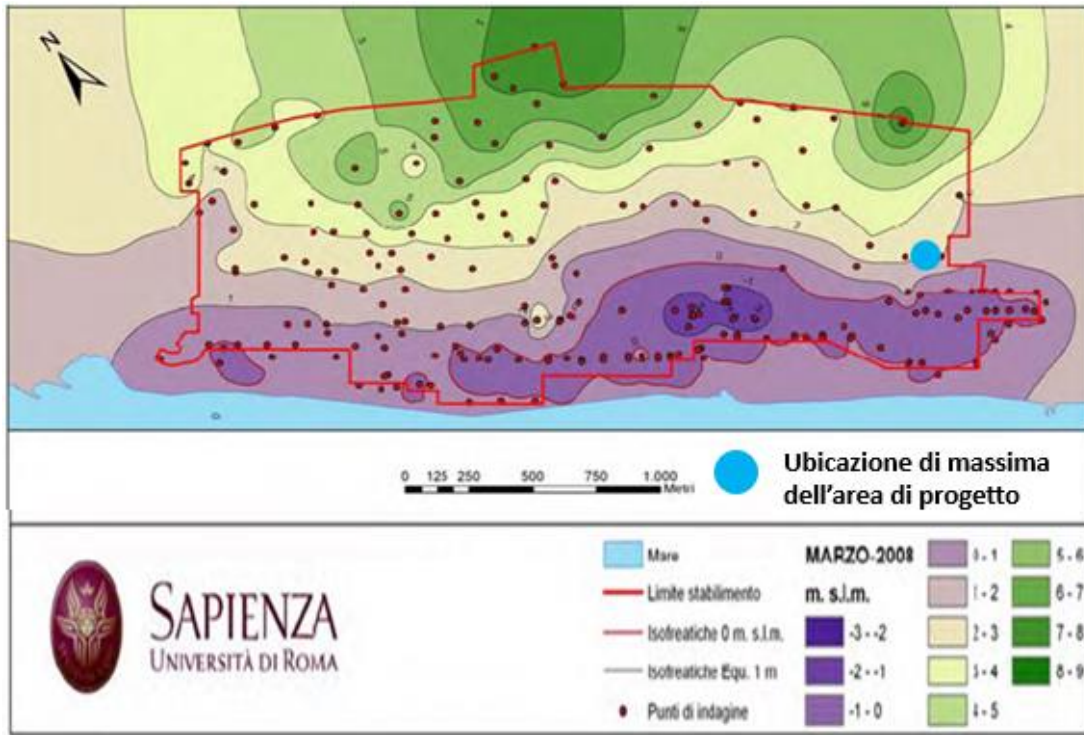 N
0 125 250 500 750 1.000
Metri
Ubicazione di massima
dell'area di progetto
SAPIENZA
UNIVERSITÀ DI ROMA
Mare
Limite stabilimento
Isofreatiche 0 m. s.l.m.
Isofreatiche Equ. 1 m
Punti di indagine
MARZO-2008
m. s.l.m.
-3 - -2
-2 - -1
-1 - 0
0 - 1
1 - 2
2 - 3
3 - 4
4 - 5
5 - 6
6 - 7
7 - 8
8 - 9